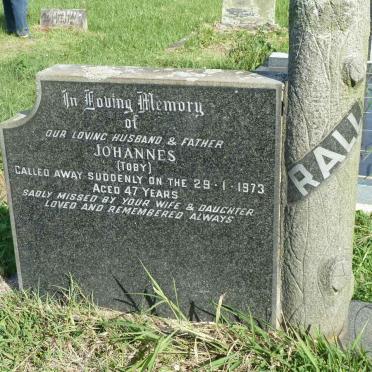 In Loving Memory
of
OUR LOVING HUSBAND & FATHER
JOHANNES
(TOBY)
CALLED AWAY SUDDENLY ON THE 29-1-1973
AGED 47 YEARS
SADLY MISSED BY YOUR WIFE & DAUGHTER
LOVED AND REMEMBERED ALWAYS
RALL